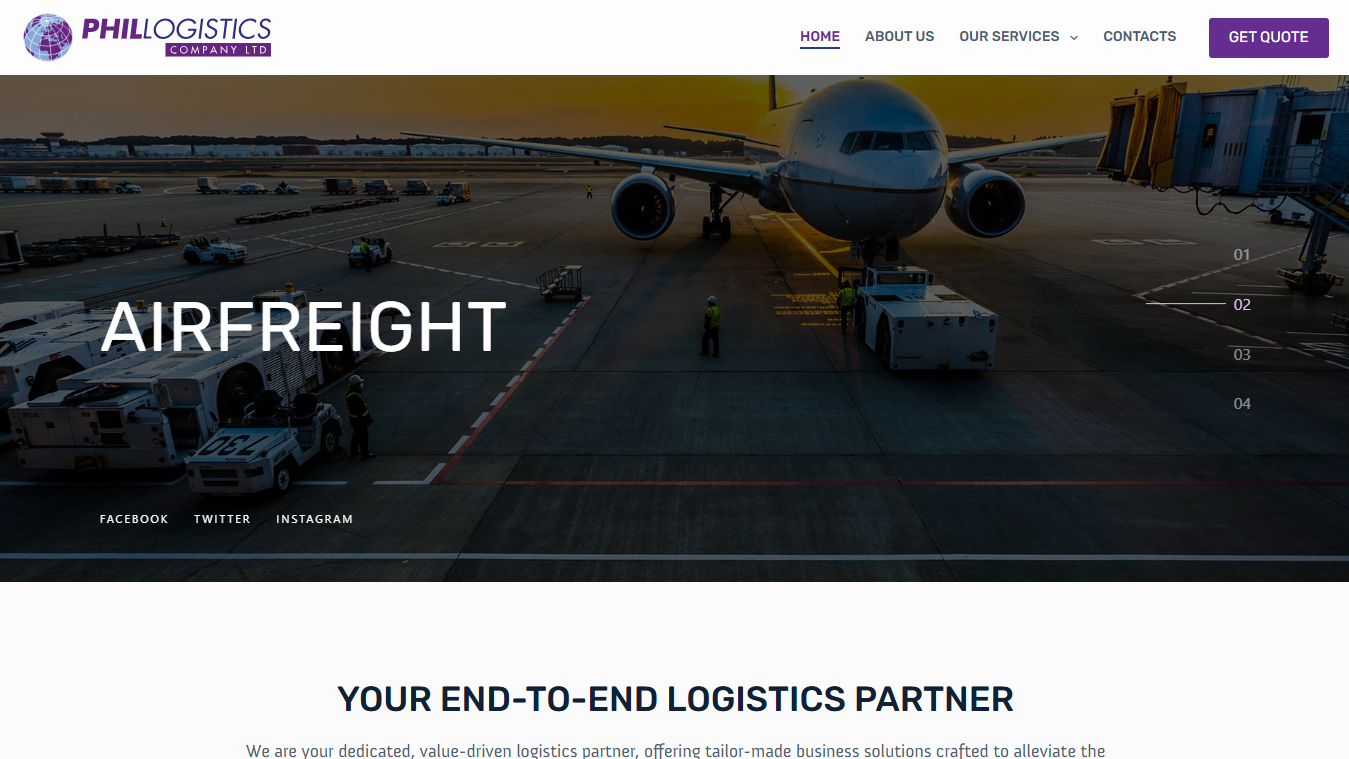 PHILLOGISTICS
COMPANY LTD
HOME ABOUT US OUR SERVICES CONTACTS GET QUOTE
01
02
AIRFREIGHT
03
04
730
FACEBOOK TWITTER INSTAGRAM
YOUR END-TO-END LOGISTICS PARTNER
We are your dedicated, value-driven logistics partner, offering tailor-made business solutions crafted to alleviate the